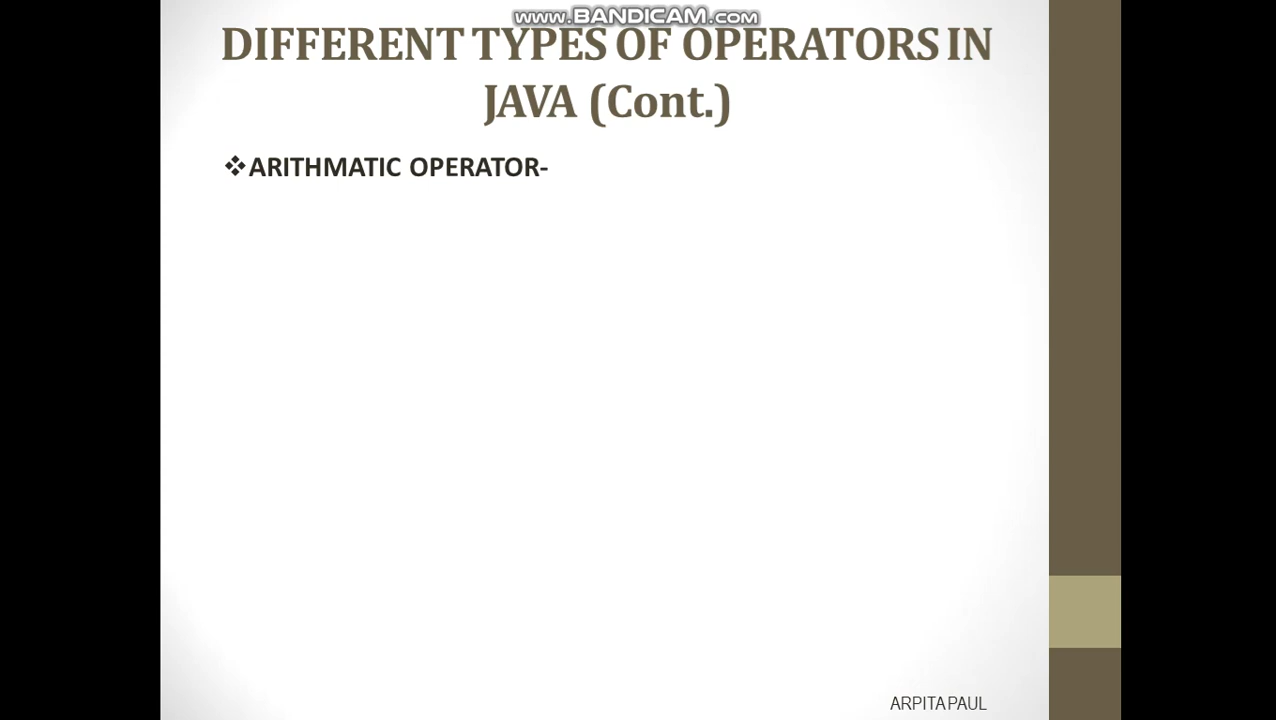 www.BANDICAM.com
DIFFERENT TYPES OF OPERATORS IN
JAVA (Cont.)
❖ARITHMATIC OPERATOR-
ARPITA PAUL